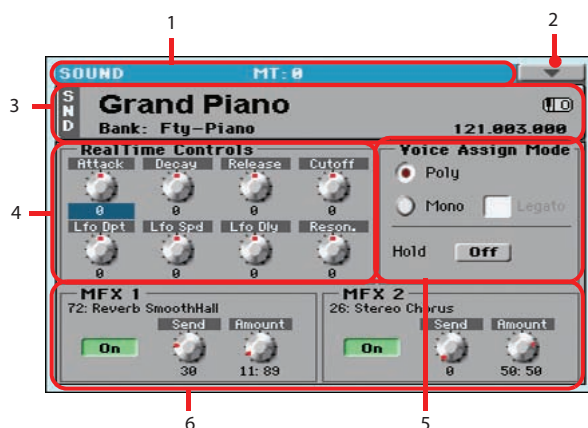 1
2
SOUND MT: 0
3
SND
Grand Piano
Bank: Fty-Piano 121.003.000
RealTime Controls
Voice Assign Mode
Attack Decay Release Cutoff
Poly
0 0 0 0
4
Mono Legato
Lfo Dpt Lfo Spd Lfo Dly Reson.
Hold Off
0 0 0 0
MFX 1
MFX 2
72: Reverb SmoothHall
26: Stereo Chorus
Send Amount
Send Amount
On
On
30 11:89
0 50:50
6
5